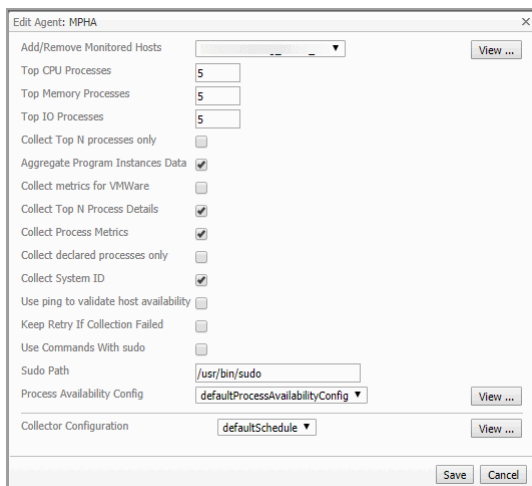 Edit Agent: MPHA
Add/Remove Monitored Hosts View ...
Top CPU Processes 5
Top Memory Processes 5
Top IO Processes 5
Collect Top N processes only
Aggregate Program Instances Data
Collect metrics for VMWare
Collect Top N Process Details
Collect Process Metrics
Collect declared processes only
Collect System ID
Use ping to validate host availability
Keep Retry If Collection Failed
Use Commands With sudo
Sudo Path /usr/bin/sudo
Process Availability Config defaultProcessAvailabilityConfig View ...
Collector Configuration defaultSchedule View ...
Save Cancel